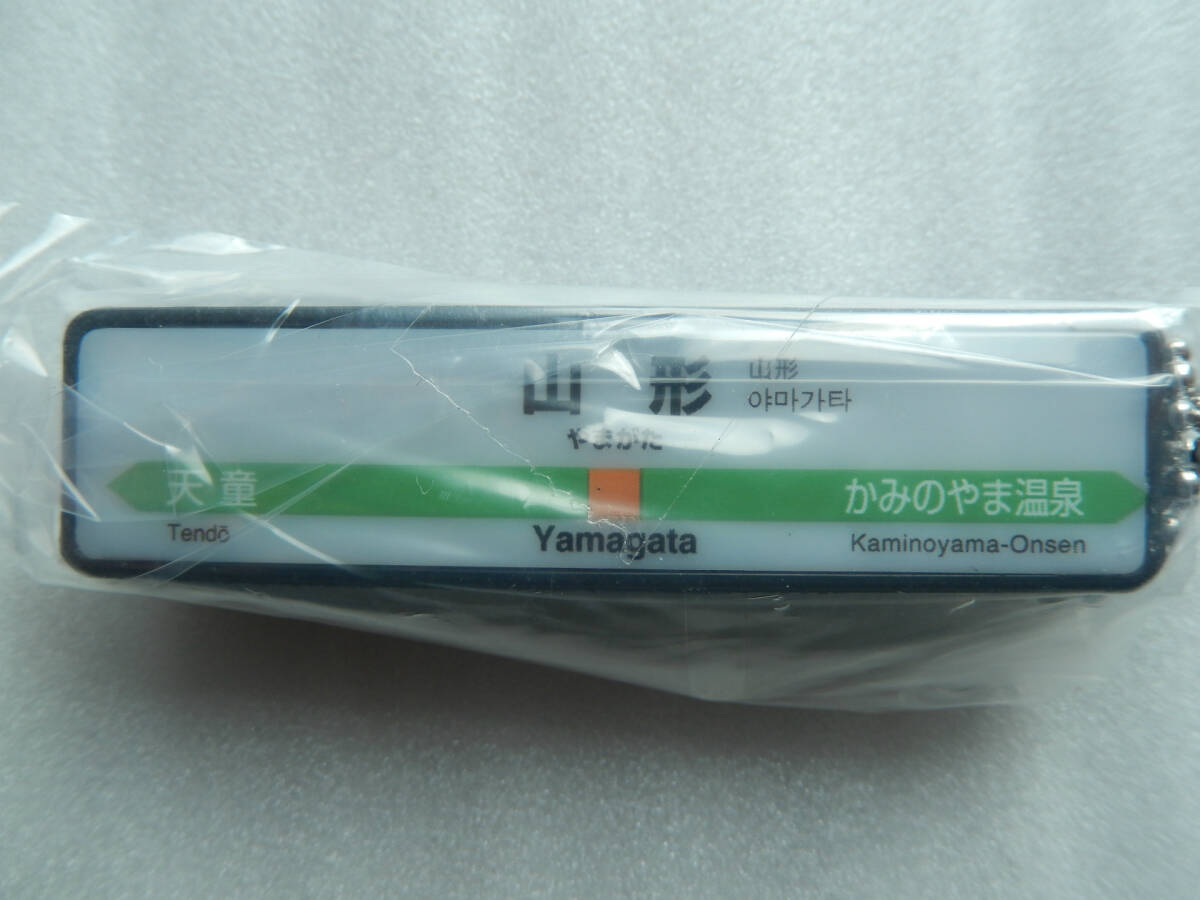 山形
山形
야마가타
やまがた
天童
かみのやま温泉
Tendō
Yamagata
Kaminoyama-Onsen